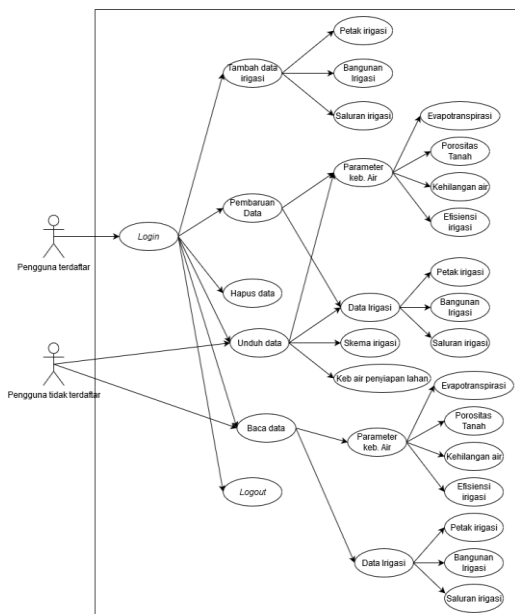 Petak irigasi
Tambah data
irigasi
Bangunan
Irigasi
Saluran irigasi
Evapotranspirasi
Parameter
keb. Air
Porositas
Tanah
Kehilangan air
Efisiensi
irigasi
Pembaruan
Data
Login
Pengguna terdaftar
Hapus data
Petak irigasi
Data Irigasi
Bangunan
Irigasi
Saluran irigasi
Unduh data
Skema irigasi
Keb air penyiapan lahan
Pengguna tidak terdaftar
Baca data
Evapotranspirasi
Parameter
keb. Air
Porositas
Tanah
Kehilangan air
Efisiensi
irigasi
Logout
Petak irigasi
Data Irigasi
Bangunan
Irigasi
Saluran irigasi